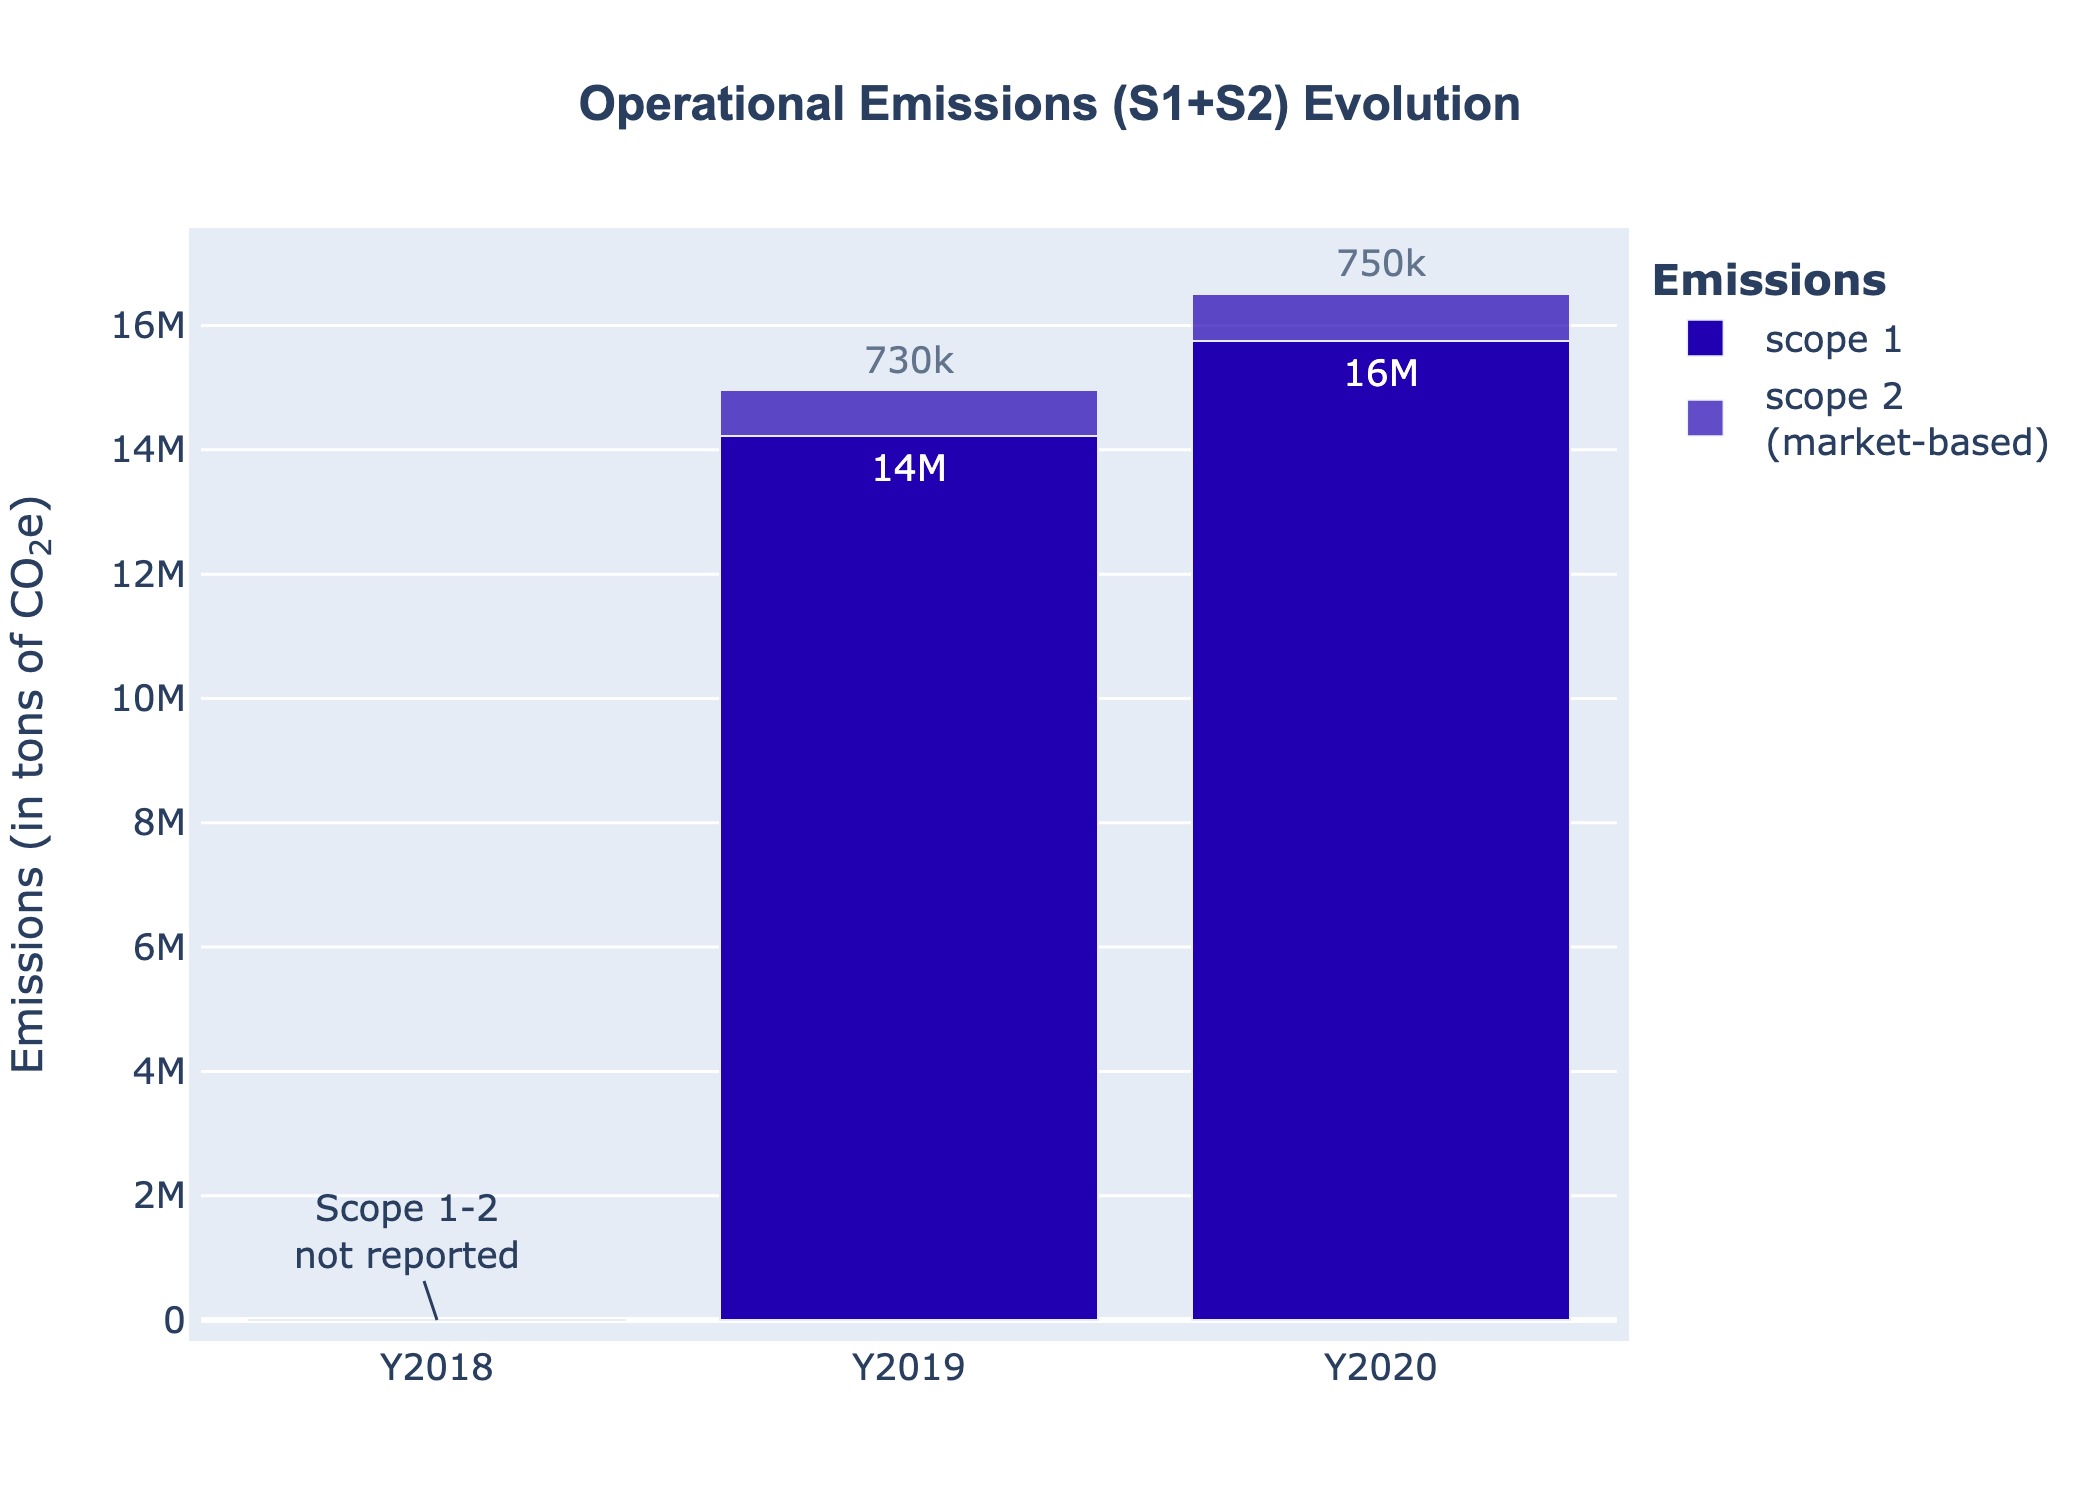 Operational Emissions (S1+S2) Evolution
750k
730k
16M
14M
16M
14M
12M
10M
8M
6M
4M
2M
0
Emissions (in tons of CO₂e)
Scope 1-2
not reported
Y2018
Y2019
Y2020
Emissions
scope 1
scope 2
(market-based)